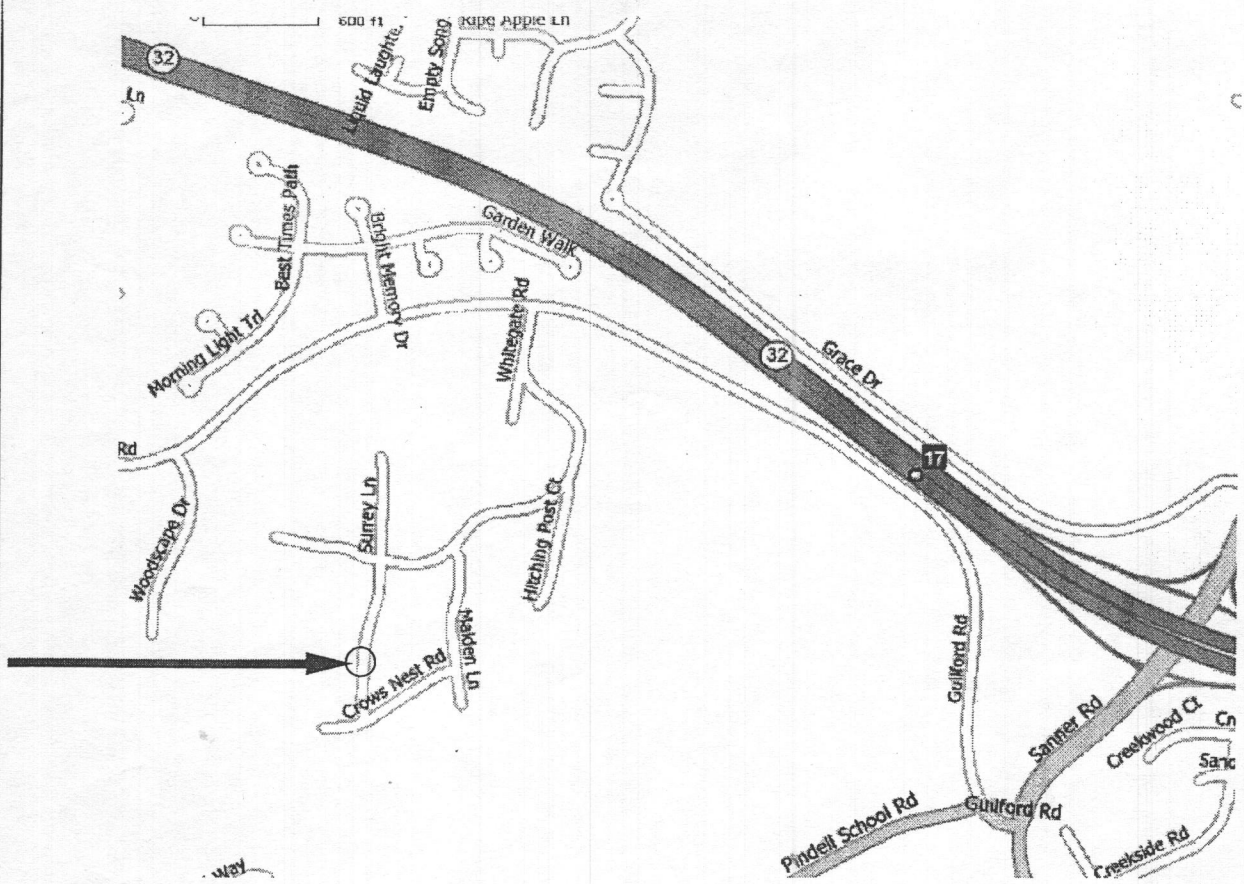 600 ft
Ripe Apple Ln
32
Liquid Laughte
Empty Song
Ln
Best Times Path
Bright Memory Dr
Garden Walk
Whitegate Rd
Morning Light Trl
32
Grace Dr
17
Rd
Woodscape Dr
Surrey Ln
Hitching Post Ct
Maiden Ln
Crows Nest Rd
Guilford Rd
Sanner Rd
Creekwood Ct
Pindell School Rd
Guilford Rd
Creekside Rd
Way